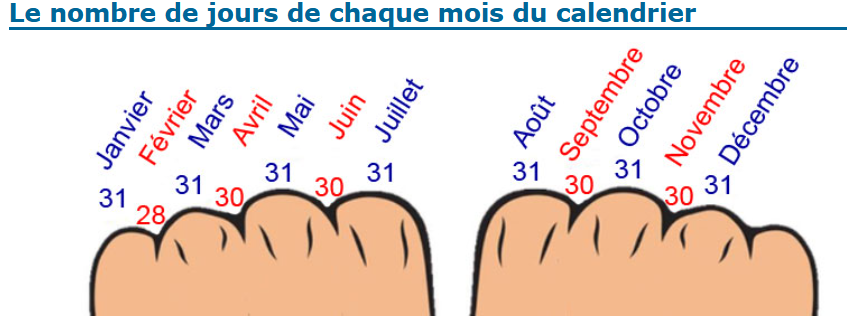 Le nombre de jours de chaque mois du calendrier
Janvier Février Mars Avril Mai Juin Juillet Août Septembre Octobre Novembre Décembre
31 28 31 30 31 30 31 31 30 31 30 31